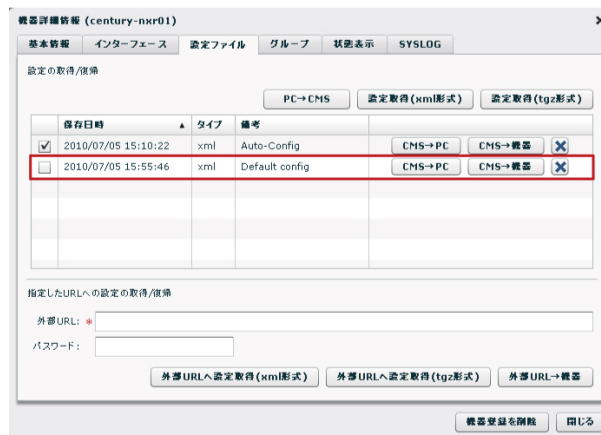 機器詳細情報 (century-nxr01)
基本情報 インターフェース 設定ファイル グループ 状態表示 SYSLOG
設定の取得/復帰
PC→CMS 設定取得(xml形式) 設定取得(tgz形式)
保存日時 ▲ タイプ 備考
2010/07/05 15:10:22 xml Auto-Config CMS→PC CMS→機器
2010/07/05 15:55:46 xml Default config CMS→PC CMS→機器
指定したURLへの設定の取得/復帰
外部URL: *
パスワード:
外部URLへ設定取得(xml形式) 外部URLへ設定取得(tgz形式) 外部URL→機器
機器登録を削除 閉じる